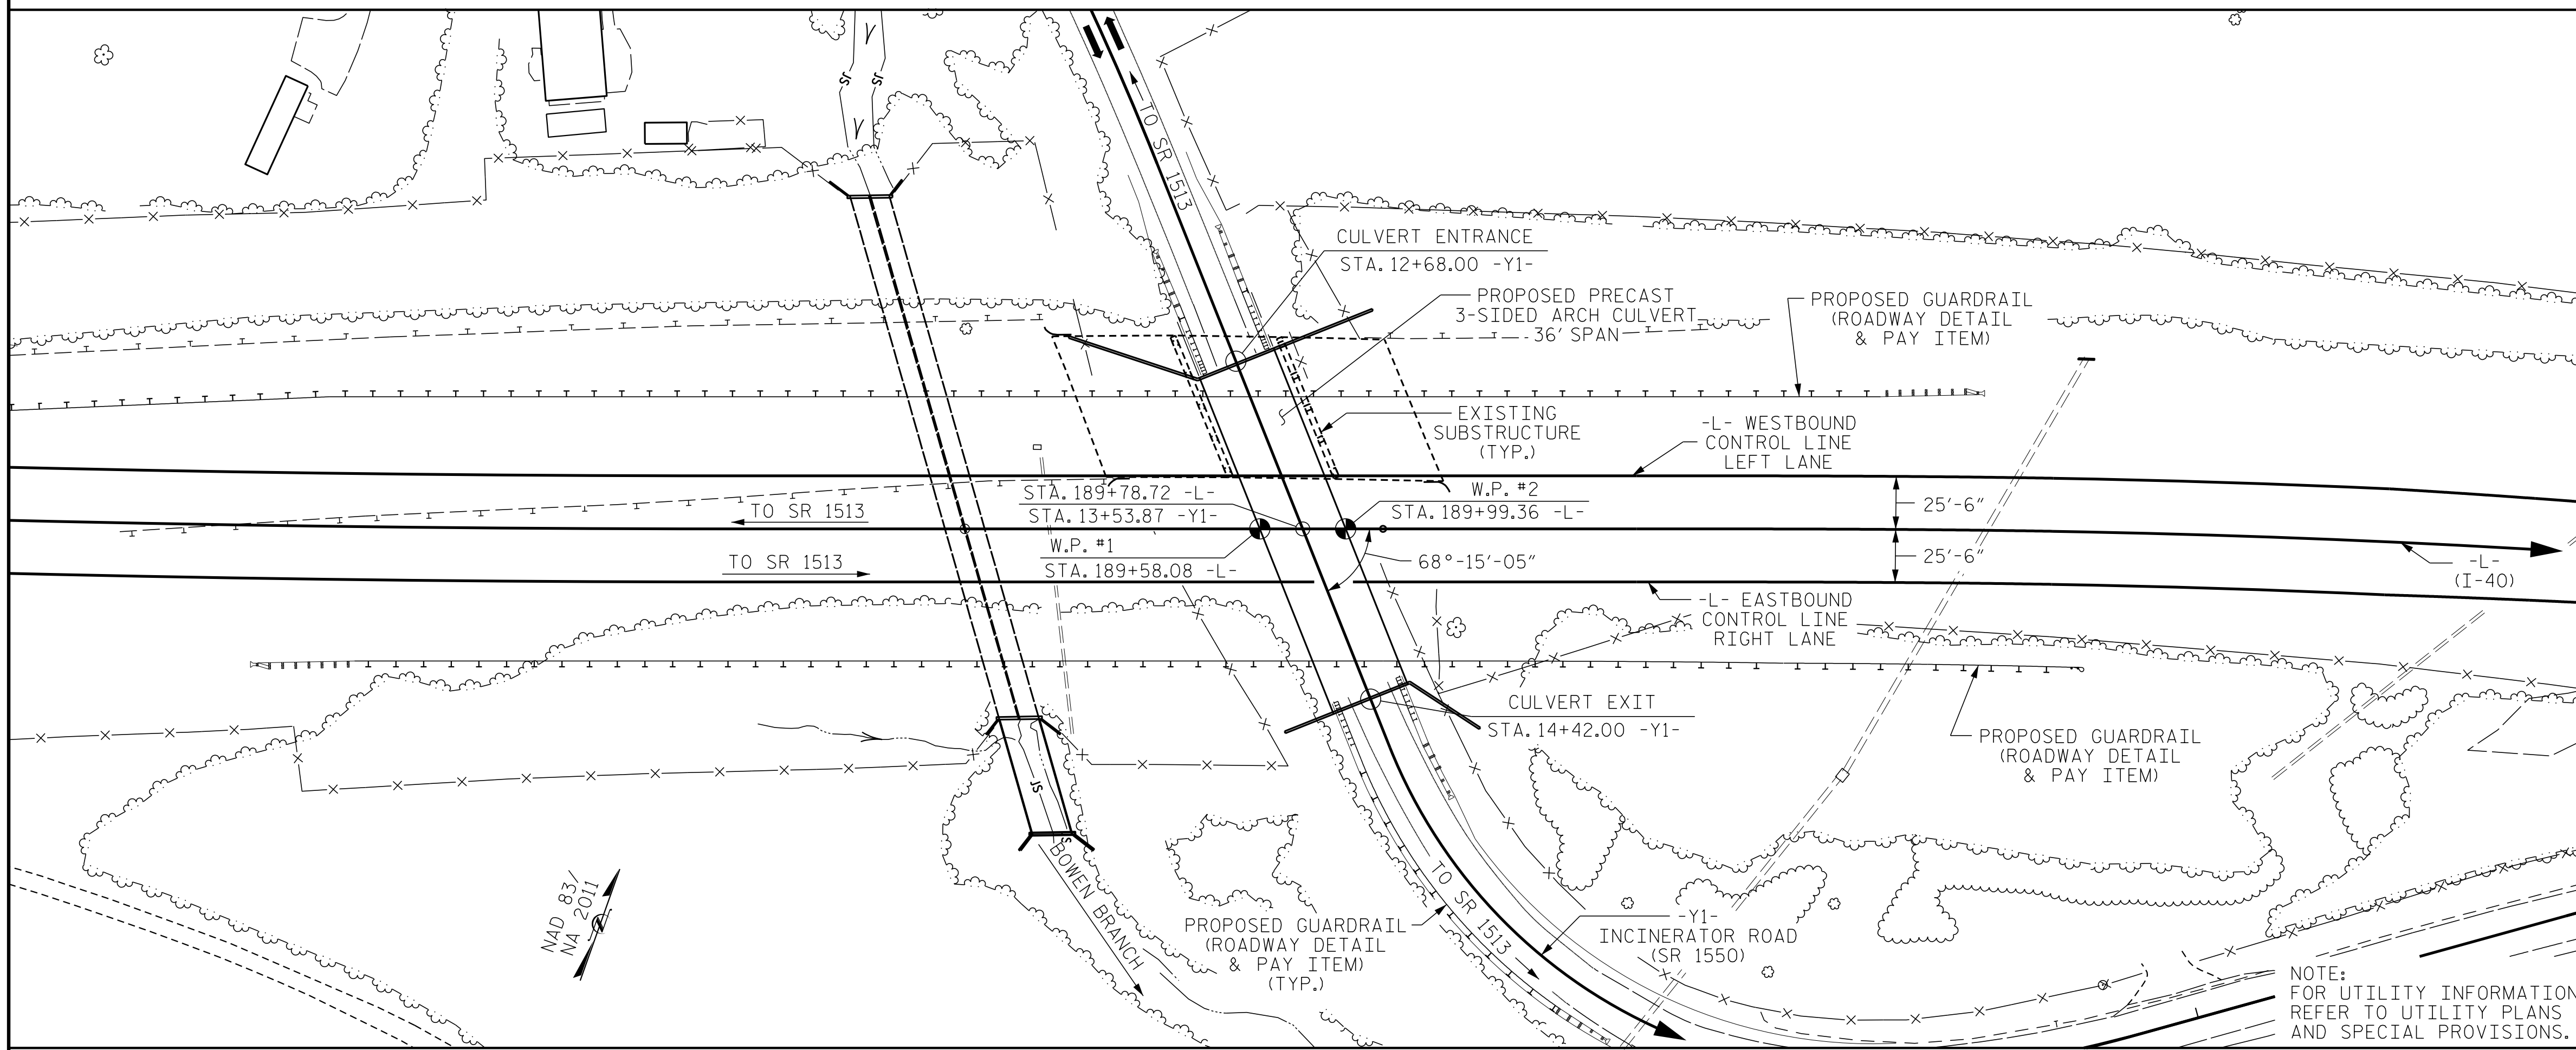 TO SR 1513
CULVERT ENTRANCE
STA. 12+68.00 -Y1-
PROPOSED PRECAST
3-SIDED ARCH CULVERT
36' SPAN
PROPOSED GUARDRAIL
(ROADWAY DETAIL
& PAY ITEM)
EXISTING
SUBSTRUCTURE
(TYP.)
-L- WESTBOUND
CONTROL LINE
LEFT LANE
STA. 189+78.72 -L-
STA. 13+53.87 -Y1-
W.P. #2
STA. 189+99.36 -L-
25'-6"
TO SR 1513
W.P. #1
STA. 189+58.08 -L-
TO SR 1513
68°-15'-05"
25'-6"
-L-
(I-40)
-L- EASTBOUND
CONTROL LINE
RIGHT LANE
CULVERT EXIT
STA. 14+42.00 -Y1-
PROPOSED GUARDRAIL
(ROADWAY DETAIL
& PAY ITEM)
JS
JS
JS
S
BOWEN BRANCH
NAD 83/
NA 2011
N
PROPOSED GUARDRAIL
(ROADWAY DETAIL
& PAY ITEM)
(TYP.)
TO SR 1513
-Y1-
INCINERATOR ROAD
(SR 1550)
NOTE:
FOR UTILITY INFORMATION
REFER TO UTILITY PLANS
AND SPECIAL PROVISIONS.